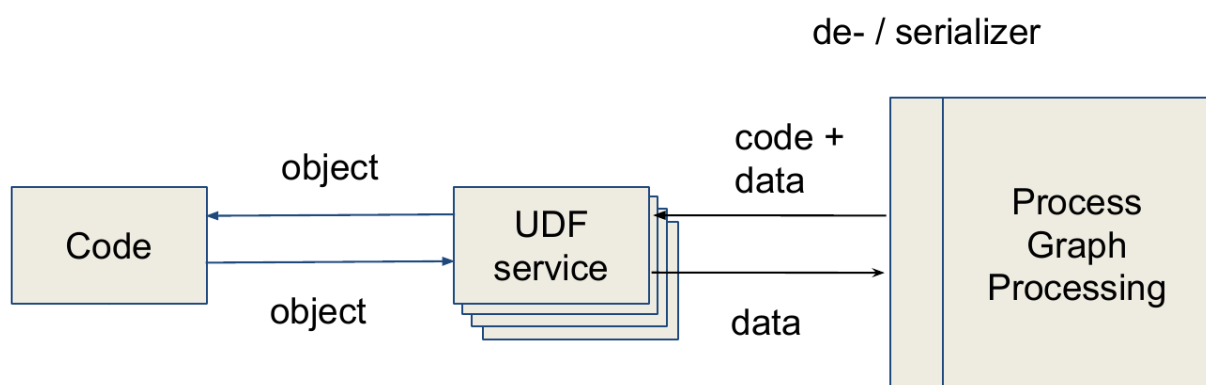 de- / serializer
code +
data
object
Code
UDF
service
Process
Graph
Processing
object
data